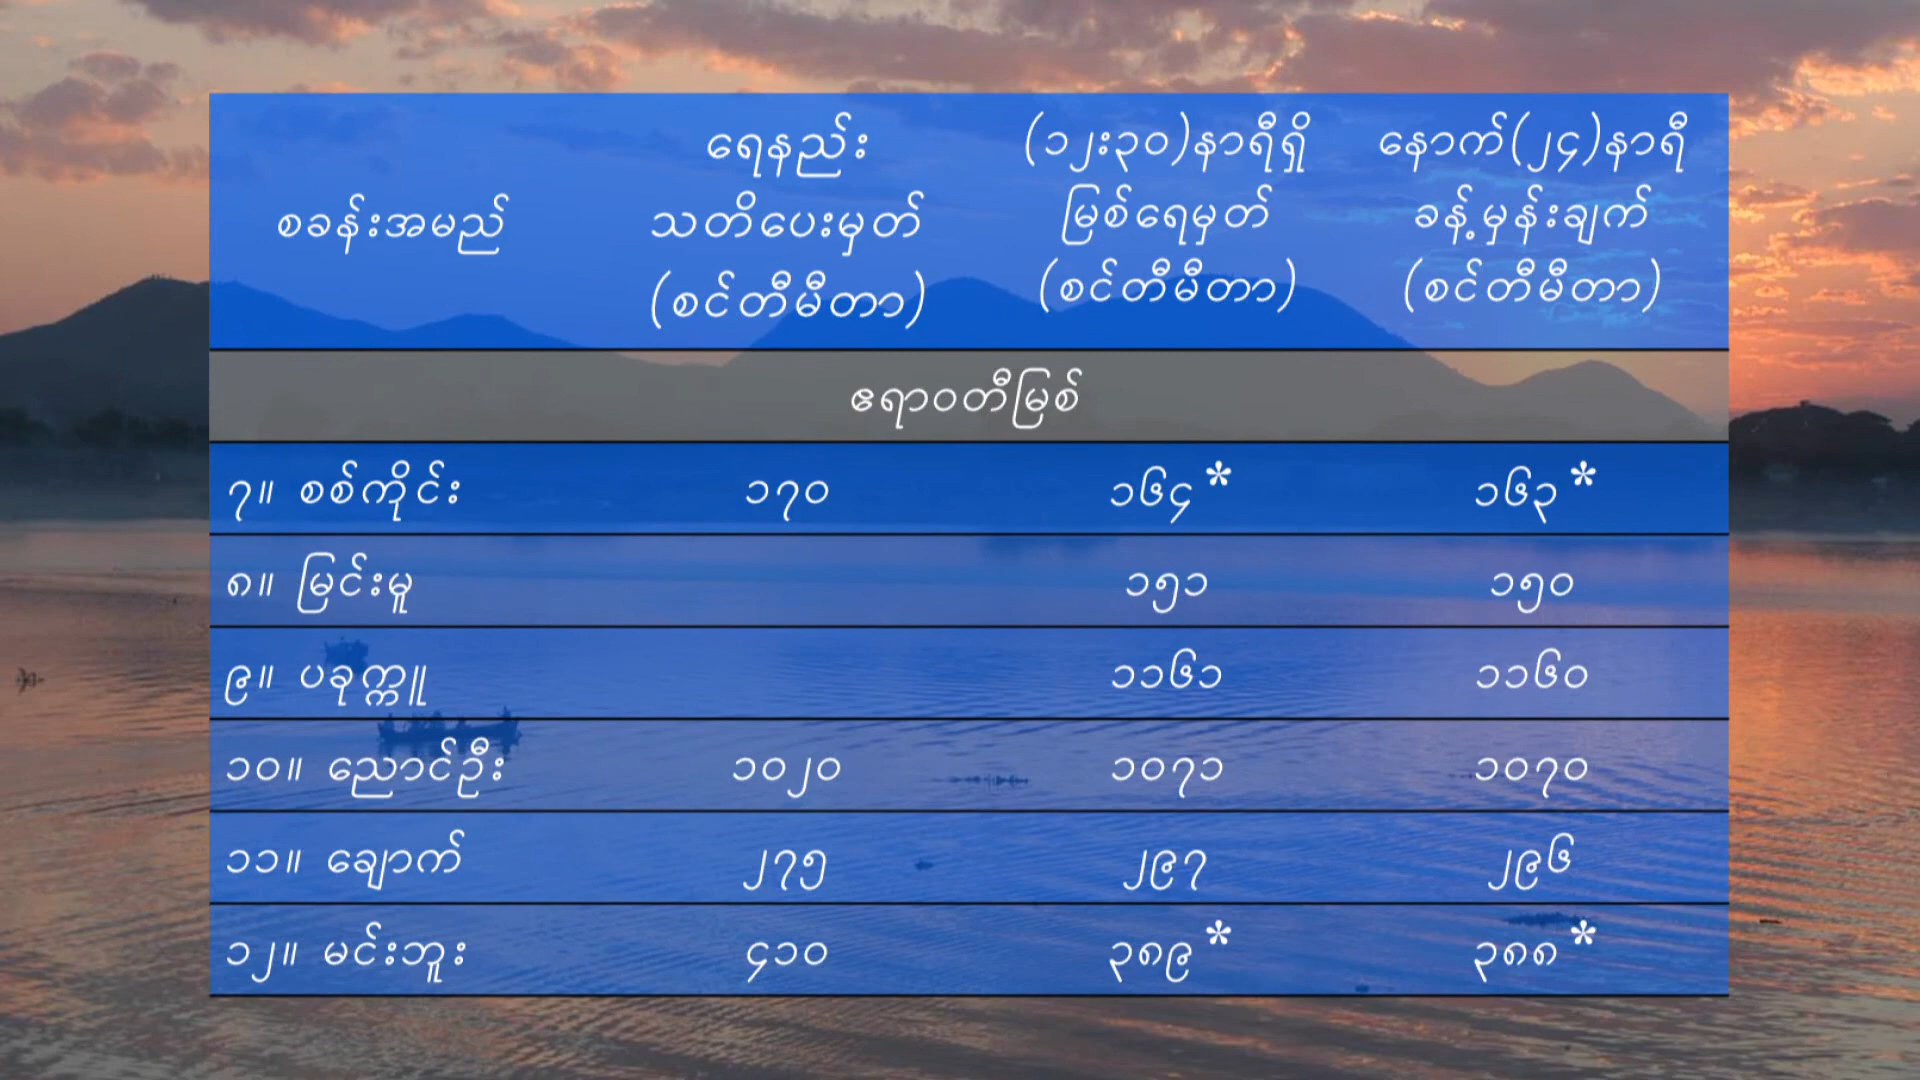 စခန်းအမည်
ရေနည်း
သတိပေးမှတ်
(စင်တီမီတာ)
(၁၂း၃၀)နာရီရှိ
မြစ်ရေမှတ်
(စင်တီမီတာ)
နောက်(၂၄)နာရီ
ခန့်မှန်းချက်
(စင်တီမီတာ)
ဧရာဝတီမြစ်
၇။ စစ်ကိုင်း ၁၇၀ ၁၆၄* ၁၆၃*
၈။ မြင်းမူ ၁၅၁ ၁၅၀
၉။ ပခုက္ကူ ၁၁၆၁ ၁၁၆၀
၁၀။ ညောင်ဦး ၁၀၂၀ ၁၀၇၁ ၁၀၇၀
၁၁။ ချောက် ၂၇၅ ၂၉၇ ၂၉၆
၁၂။ မင်းဘူး ၄၁၀ ၃၈၉* ၃၈၈*